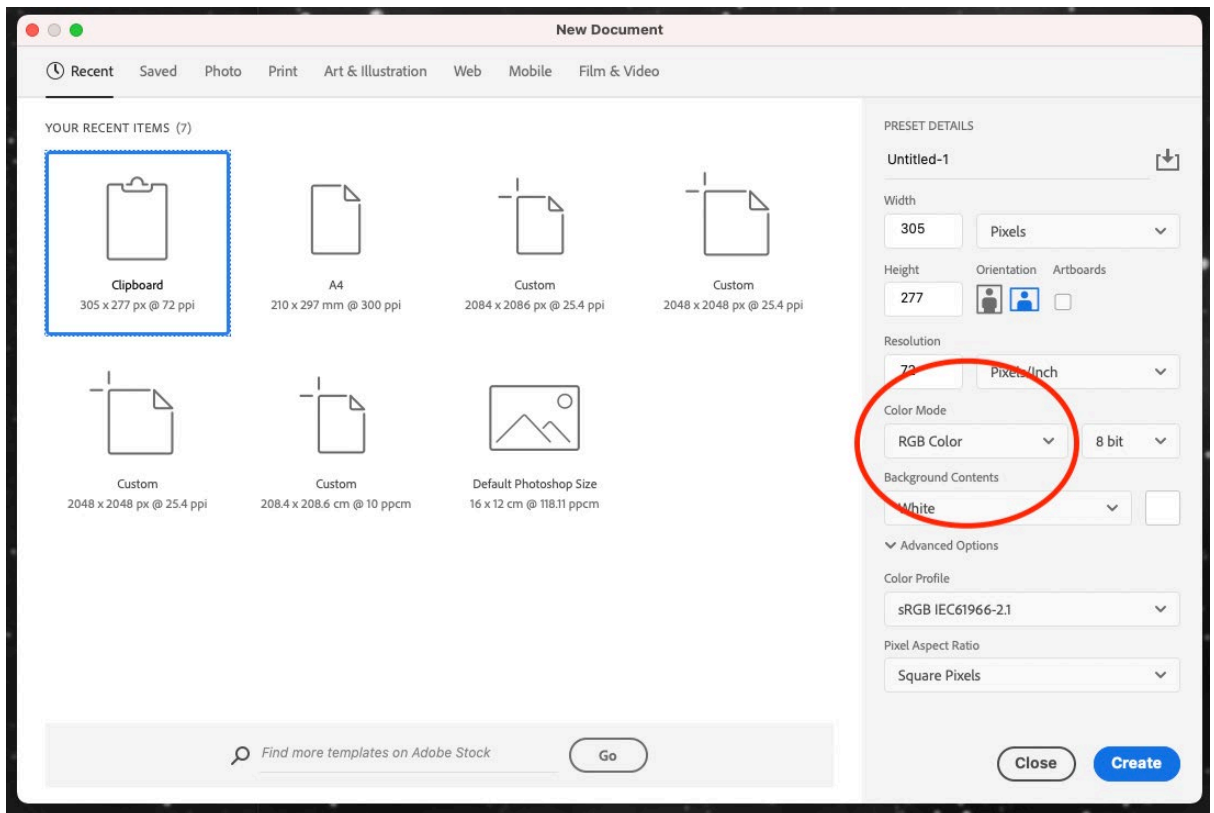 New Document
Recent Saved Photo Print Art & Illustration Web Mobile Film & Video
YOUR RECENT ITEMS (7)
Clipboard
305 x 277 px @ 72 ppi
A4
210 x 297 mm @ 300 ppi
Custom
2084 x 2086 px @ 25.4 ppi
Custom
2048 x 2048 px @ 25.4 ppi
Custom
2048 x 2048 px @ 25.4 ppi
Custom
208.4 x 208.6 cm @ 10 ppcm
Default Photoshop Size
16 x 12 cm @ 118.11 ppcm
Find more templates on Adobe Stock
Go
PRESET DETAILS
Untitled-1
Width
305 Pixels
Height Orientation Artboards
277
Resolution
72 Pixels/Inch
Color Mode
RGB Color 8 bit
Background Contents
White
Advanced Options
Color Profile
sRGB IEC61966-2.1
Pixel Aspect Ratio
Square Pixels
Close Create